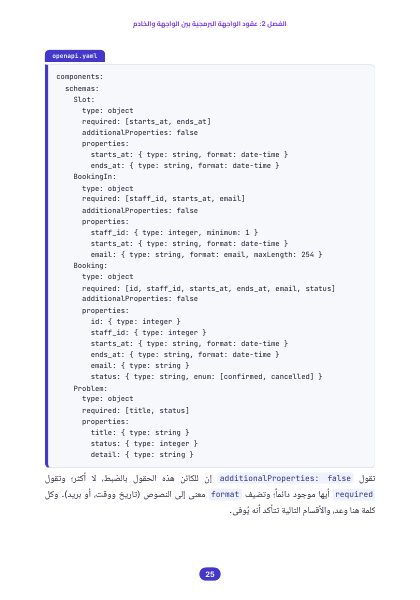 الفصل 2: عقود الواجهة البرمجية بين الواجهة والخادم
openapi.yaml
components:
  schemas:
    Slot:
      type: object
      required: [starts_at, ends_at]
      additionalProperties: false
      properties:
        starts_at: { type: string, format: date-time }
        ends_at: { type: string, format: date-time }
    BookingIn:
      type: object
      required: [staff_id, starts_at, email]
      additionalProperties: false
      properties:
        staff_id: { type: integer, minimum: 1 }
        starts_at: { type: string, format: date-time }
        email: { type: string, format: email, maxLength: 254 }
    Booking:
      type: object
      required: [id, staff_id, starts_at, ends_at, email, status]
      additionalProperties: false
      properties:
        id: { type: integer }
        staff_id: { type: integer }
        starts_at: { type: string, format: date-time }
        ends_at: { type: string, format: date-time }
        email: { type: string }
        status: { type: string, enum: [confirmed, cancelled] }
    Problem:
      type: object
      required: [title, status]
      properties:
        title: { type: string }
        status: { type: integer }
        detail: { type: string }
تقول additionalProperties: false إن للكائن هذه الحقول بالضبط، لا أكثر؛ وتقول
required أيها موجود دائماً؛ وتضيف format معنى إلى النصوص (تاريخ ووقت، أو بريد). وكل
كلمة هنا وعد، والأقسام التالية تتأكد أنه يُوفى.
25